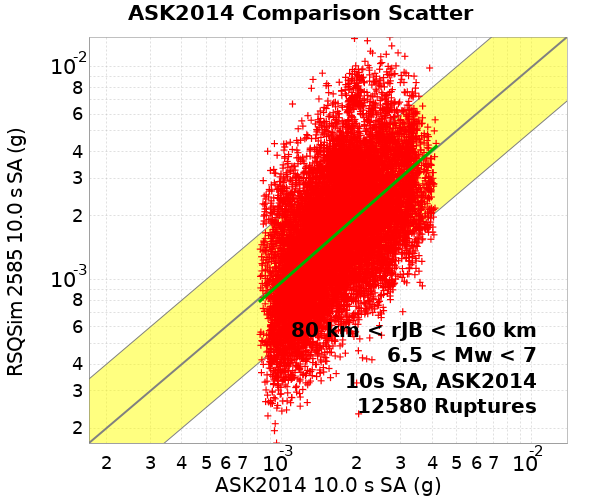 ASK2014 Comparison Scatter
RSQSim 2585 10.0 s SA (g)
10-2
8
6
4
3
2
10-3
8
6
4
3
2
80 km < rJB < 160 km
6.5 < Mw < 7
10s SA, ASK2014
12580 Ruptures
2 3 4 5 6 7 10-3 2 3 4 5 6 7 10-2
ASK2014 10.0 s SA (g)